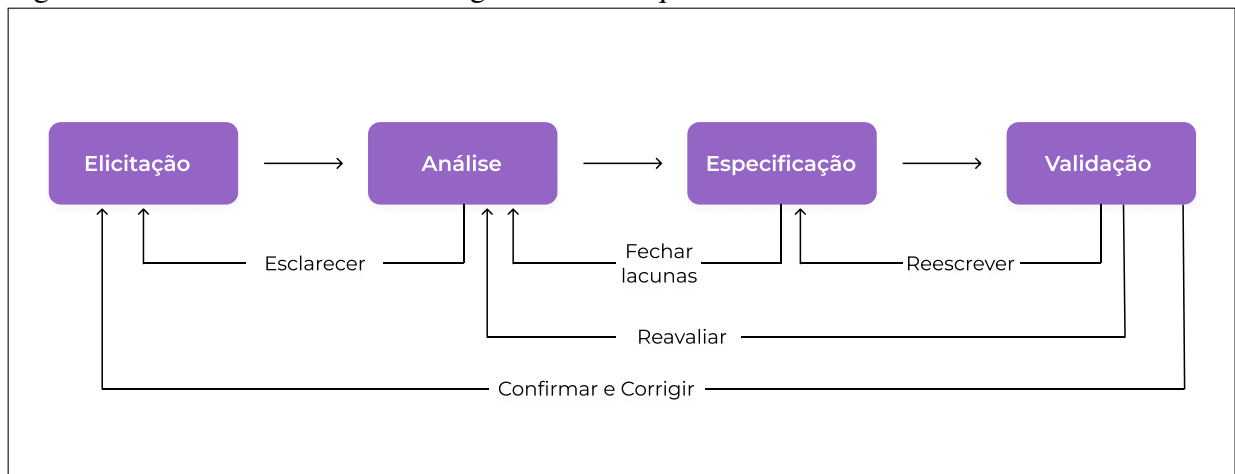 Elicitação
Análise
Especificação
Validação
Esclarecer
Fechar
lacunas
Reescrever
Reavaliar
Confirmar e Corrigir